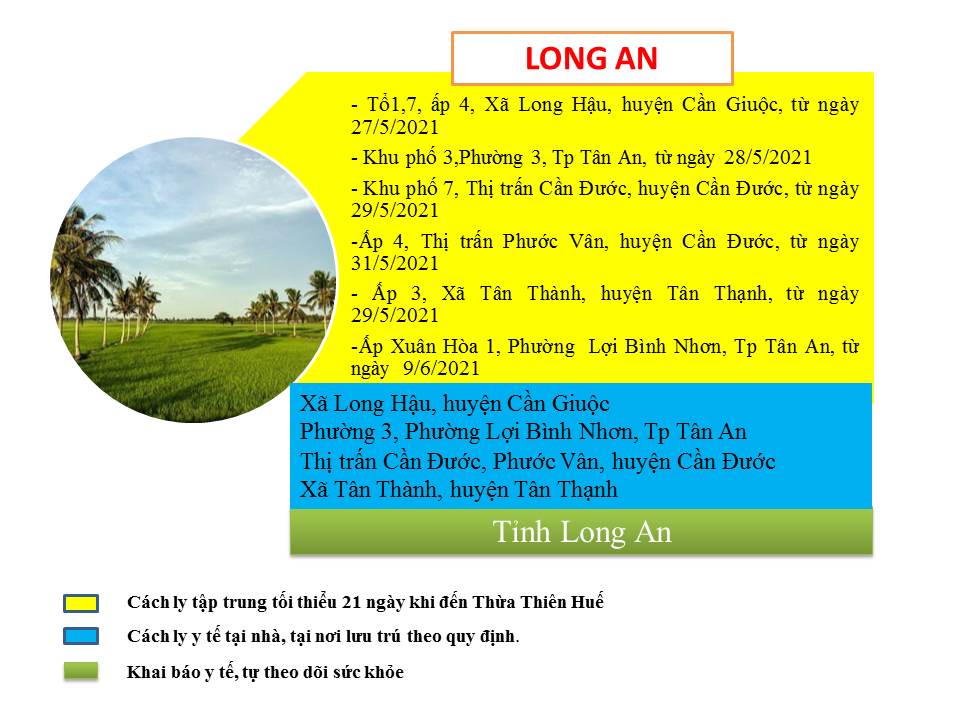 LONG AN
- Tổ1,7, ấp 4, Xã Long Hậu, huyện Cần Giuộc, từ ngày
27/5/2021
- Khu phố 3,Phường 3, Tp Tân An, từ ngày 28/5/2021
- Khu phố 7, Thị trấn Cần Đước, huyện Cần Đước, từ ngày
29/5/2021
-Ấp 4, Thị trấn Phước Vân, huyện Cần Đước, từ ngày
31/5/2021
- Ấp 3, Xã Tân Thành, huyện Tân Thạnh, từ ngày
29/5/2021
-Ấp Xuân Hòa 1, Phường Lợi Bình Nhơn, Tp Tân An, từ
ngày 9/6/2021
Xã Long Hậu, huyện Cần Giuộc
Phường 3, Phường Lợi Bình Nhơn, Tp Tân An
Thị trấn Cần Đước, Phước Vân, huyện Cần Đước
Xã Tân Thành, huyện Tân Thạnh
Tỉnh Long An
Cách ly tập trung tối thiểu 21 ngày khi đến Thừa Thiên Huế
Cách ly y tế tại nhà, tại nơi lưu trú theo quy định.
Khai báo y tế, tự theo dõi sức khỏe